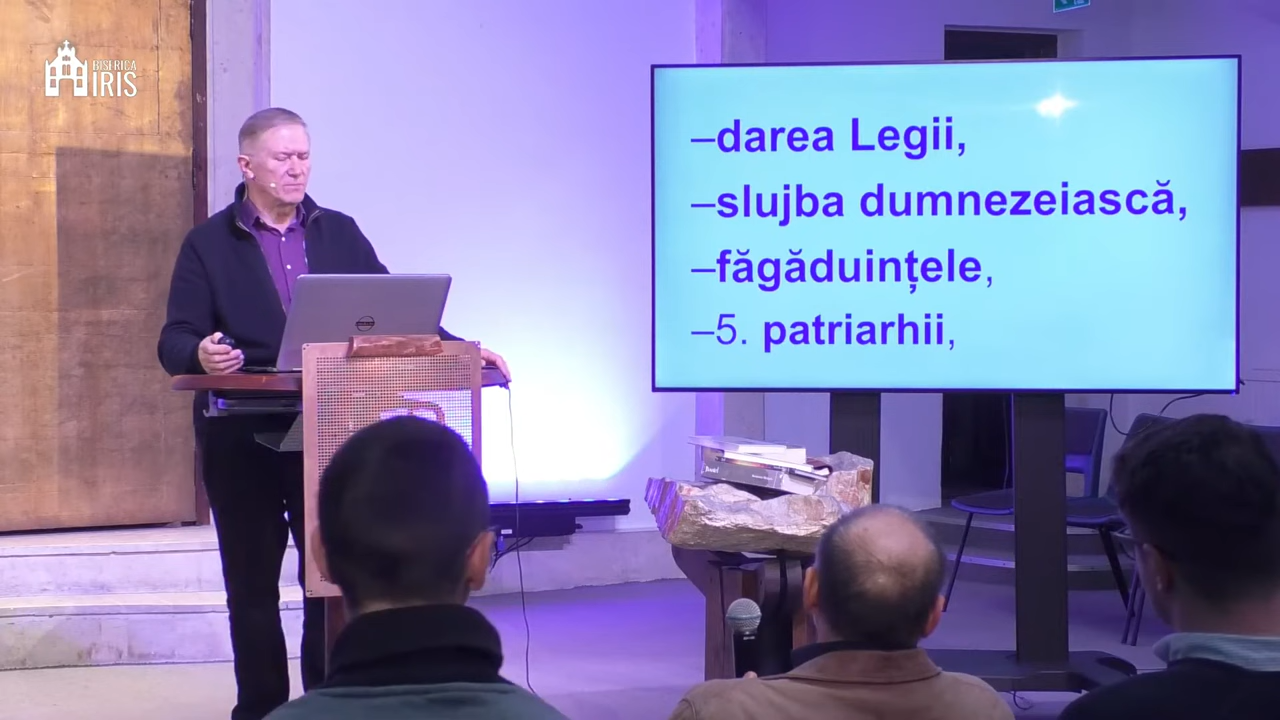 BISERICA
IRIS
–darea Legii,
–slujba dumnezeiască,
–făgăduințele,
–5. patriarhii,